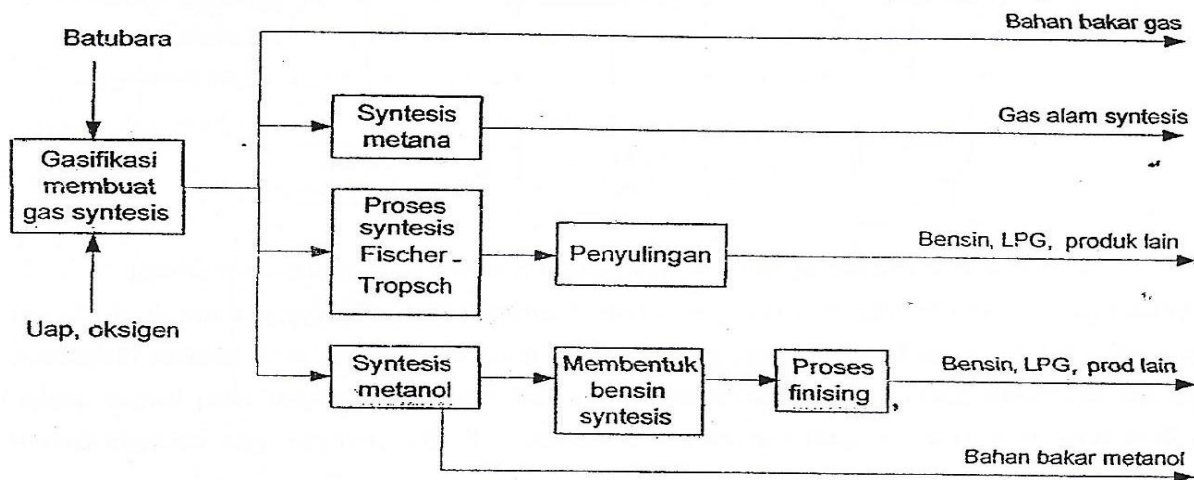 Bahan bakar gas
Batubara
Syntesis
metana
Gas alam syntesis
Gasifikasi
membuat
gas syntesis
Proses
syntesis
Fischer -
Tropsch
Penyulingan
Bensin, LPG, produk lain
Uap, oksigen
Syntesis
metanol
Membentuk
bensin
syntesis
Proses
finising
Bensin, LPG, prod lain
Bahan bakar metanol